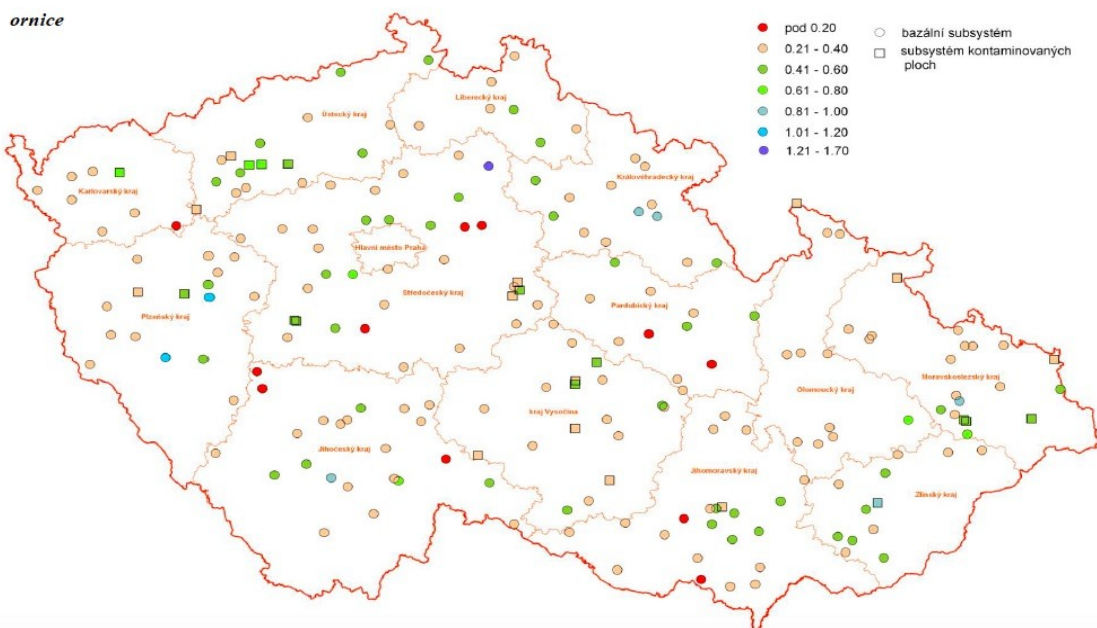 ornice
pod 0.20
0.21 - 0.40
0.41 - 0.60
0.61 - 0.80
0.81 - 1.00
1.01 - 1.20
1.21 - 1.70
bazální subsystém
subsystém kontaminovaných
ploch
Liberecký kraj
Ústecký kraj
Karlovarský kraj
Královéhradecký kraj
Hlavní město Praha
Středočeský kraj
Pardubický kraj
Plzeňský kraj
Moravskoslezský kraj
Olomoucký kraj
kraj Vysočina
Jihočeský kraj
Jihomoravský kraj
Zlínský kraj